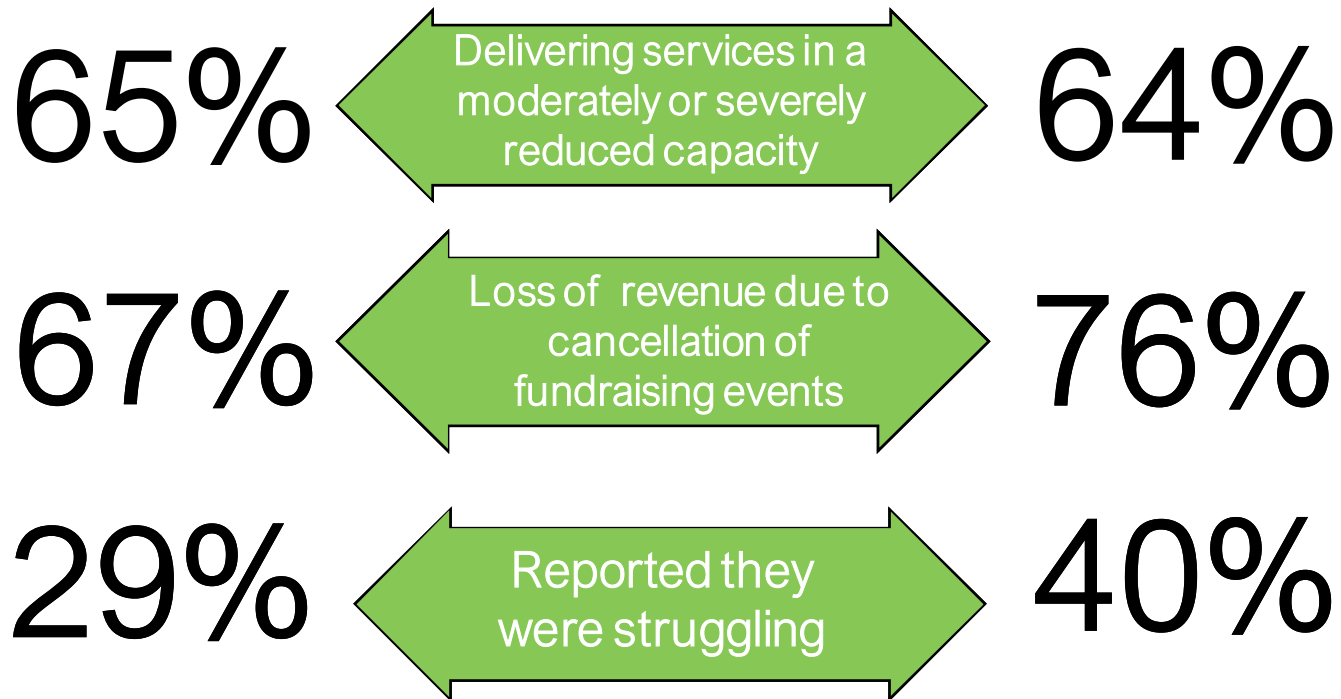 65%
Delivering services in a
moderately or severely
reduced capacity
64%
67%
Loss of revenue due to
cancellation of
fundraising events
76%
29%
Reported they
were struggling
40%